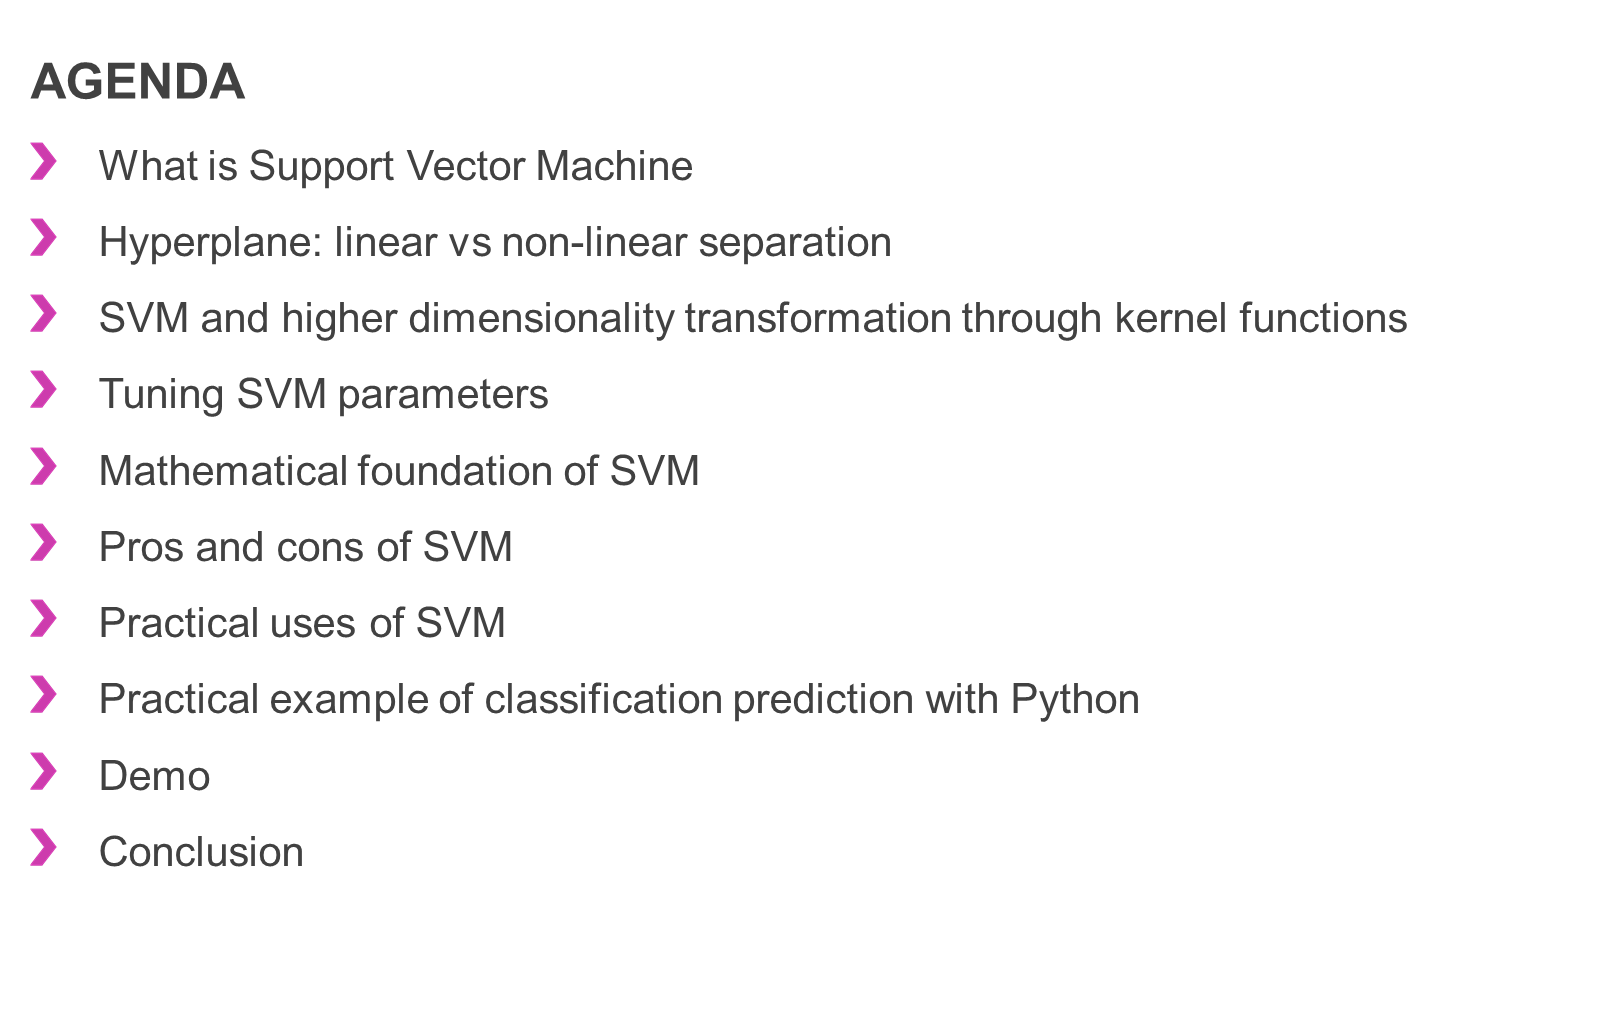 AGENDA
What is Support Vector Machine
Hyperplane: linear vs non-linear separation
SVM and higher dimensionality transformation through kernel functions
Tuning SVM parameters
Mathematical foundation of SVM
Pros and cons of SVM
Practical uses of SVM
Practical example of classification prediction with Python
Demo
Conclusion